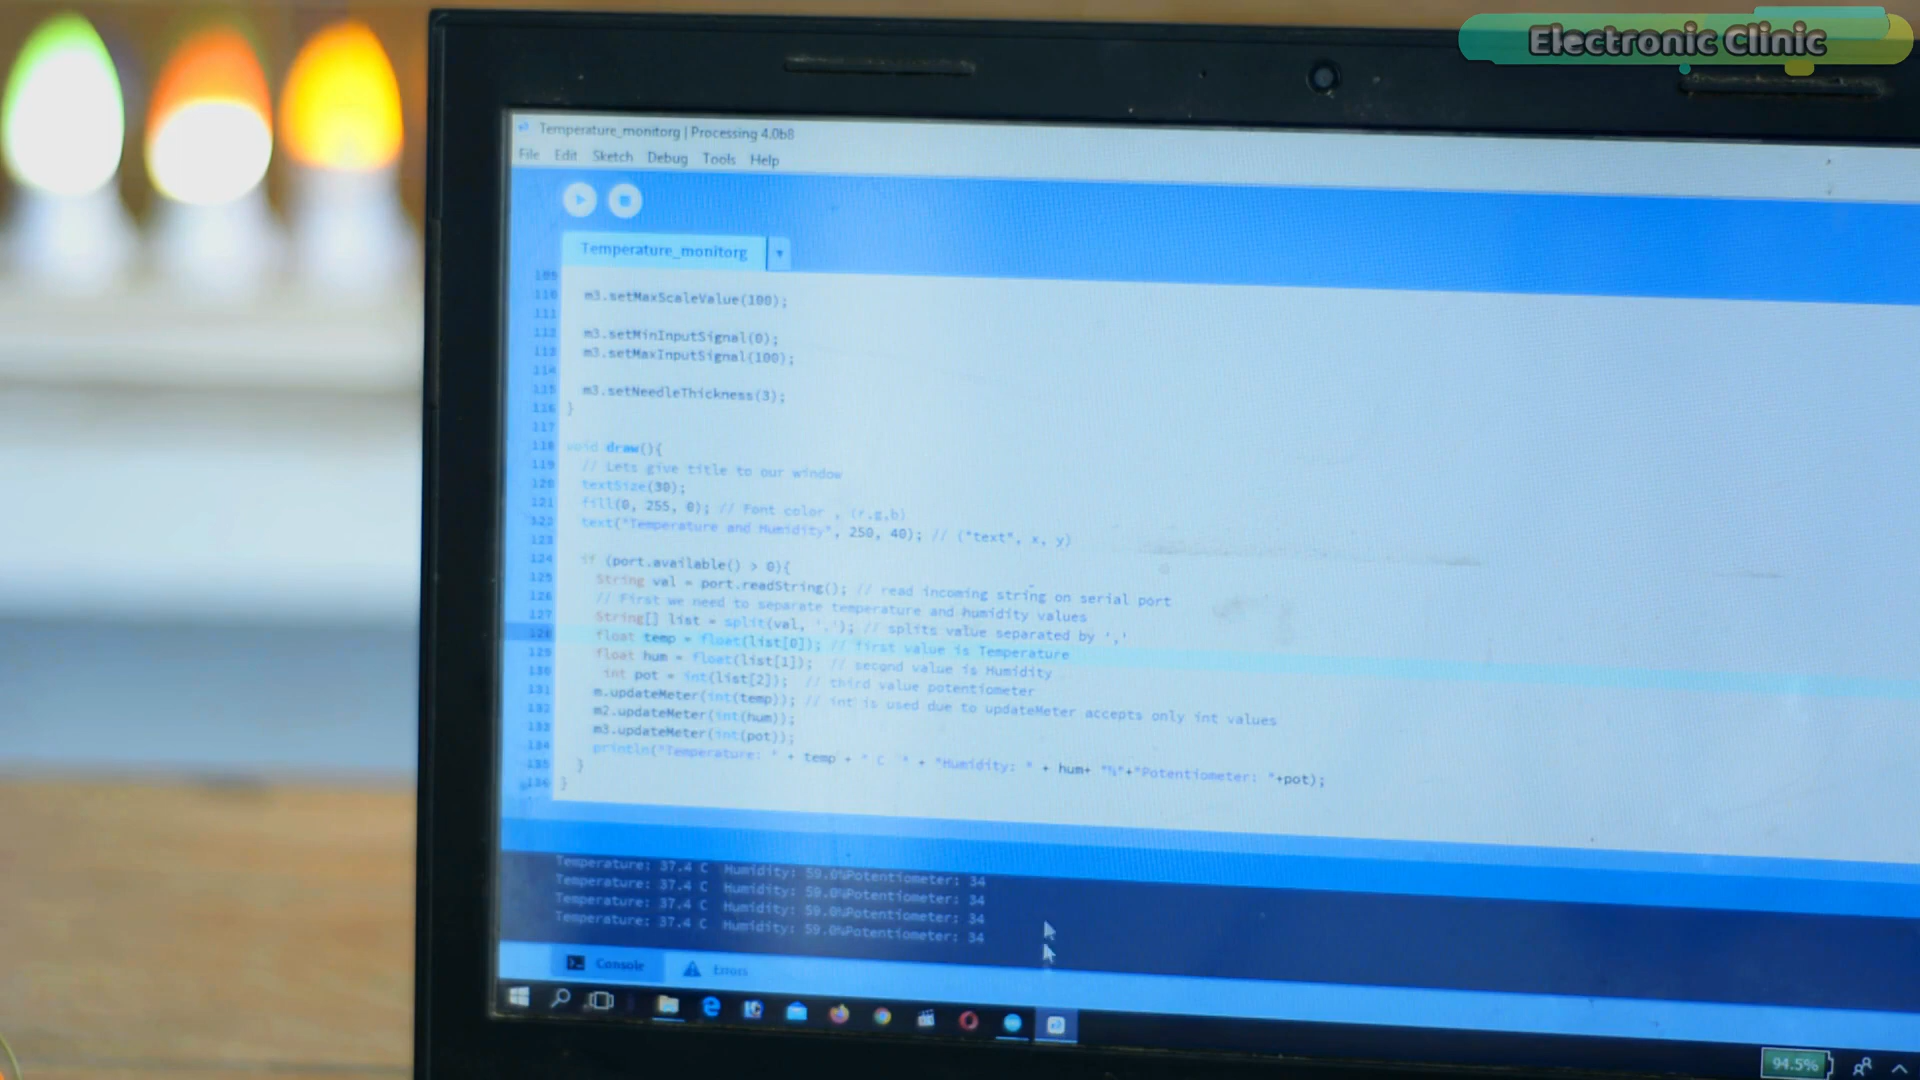 Electronic Clinic
Temperature_monitorg | Processing 4.0b8
File Edit Sketch Debug Tools Help
Temperature_monitorg
109
110 m3.setMaxScaleValue(100);
111
112 m3.setMinInputSignal(0);
113 m3.setMaxInputSignal(100);
114
115 m3.setNeedleThickness(3);
116 }
117
118 void draw(){
119 // Lets give title to our window
120 textSize(30);
121 fill(0, 255, 0); // Font color , (r,g,b)
122 text("Temperature and Humidity", 250, 40); // ("text", x, y)
123
124 if (port.available() > 0){
125 String val = port.readString(); // read incoming string on serial port
126 // First we need to separate temperature and humidity values
127 String[] list = split(val, ','); // splits value separated by ','
128 float temp = float(list[0]); // first value is Temperature
129 float hum = float(list[1]); // second value is Humidity
130 int pot = int(list[2]); // third value potentiometer
131 m.updateMeter(int(temp)); // int is used due to updateMeter accepts only int values
132 m2.updateMeter(int(hum));
133 m3.updateMeter(int(pot));
134 println("Temperature: " + temp + " C " + "Humidity: " + hum+ "%"+"Potentiometer: "+pot);
135 }
136 }
Temperature: 37.4 C Humidity: 59.0%Potentiometer: 34
Temperature: 37.4 C Humidity: 59.0%Potentiometer: 34
Temperature: 37.4 C Humidity: 59.0%Potentiometer: 34
Temperature: 37.4 C Humidity: 59.0%Potentiometer: 34
Console Errors
94.5%